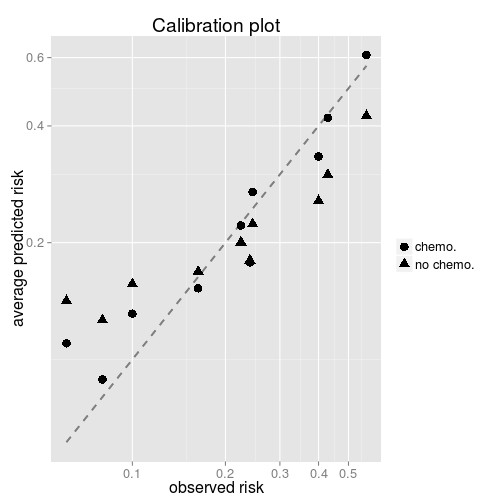 Calibration plot
0.6
0.4
0.2
average predicted risk
chemo.
no chemo.
0.1 0.2 0.3 0.4 0.5
observed risk